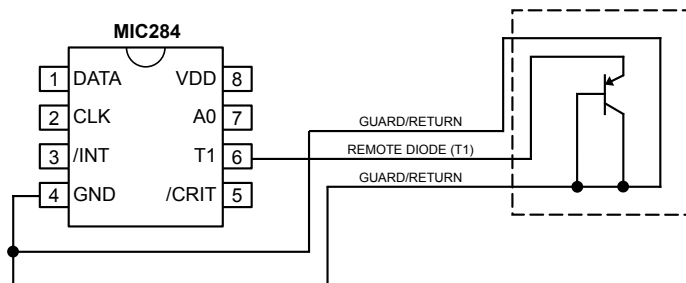 MIC284
1 DATA VDD 8
2 CLK A0 7
3 /INT T1 6
4 GND /CRIT 5
GUARD/RETURN
REMOTE DIODE (T1)
GUARD/RETURN